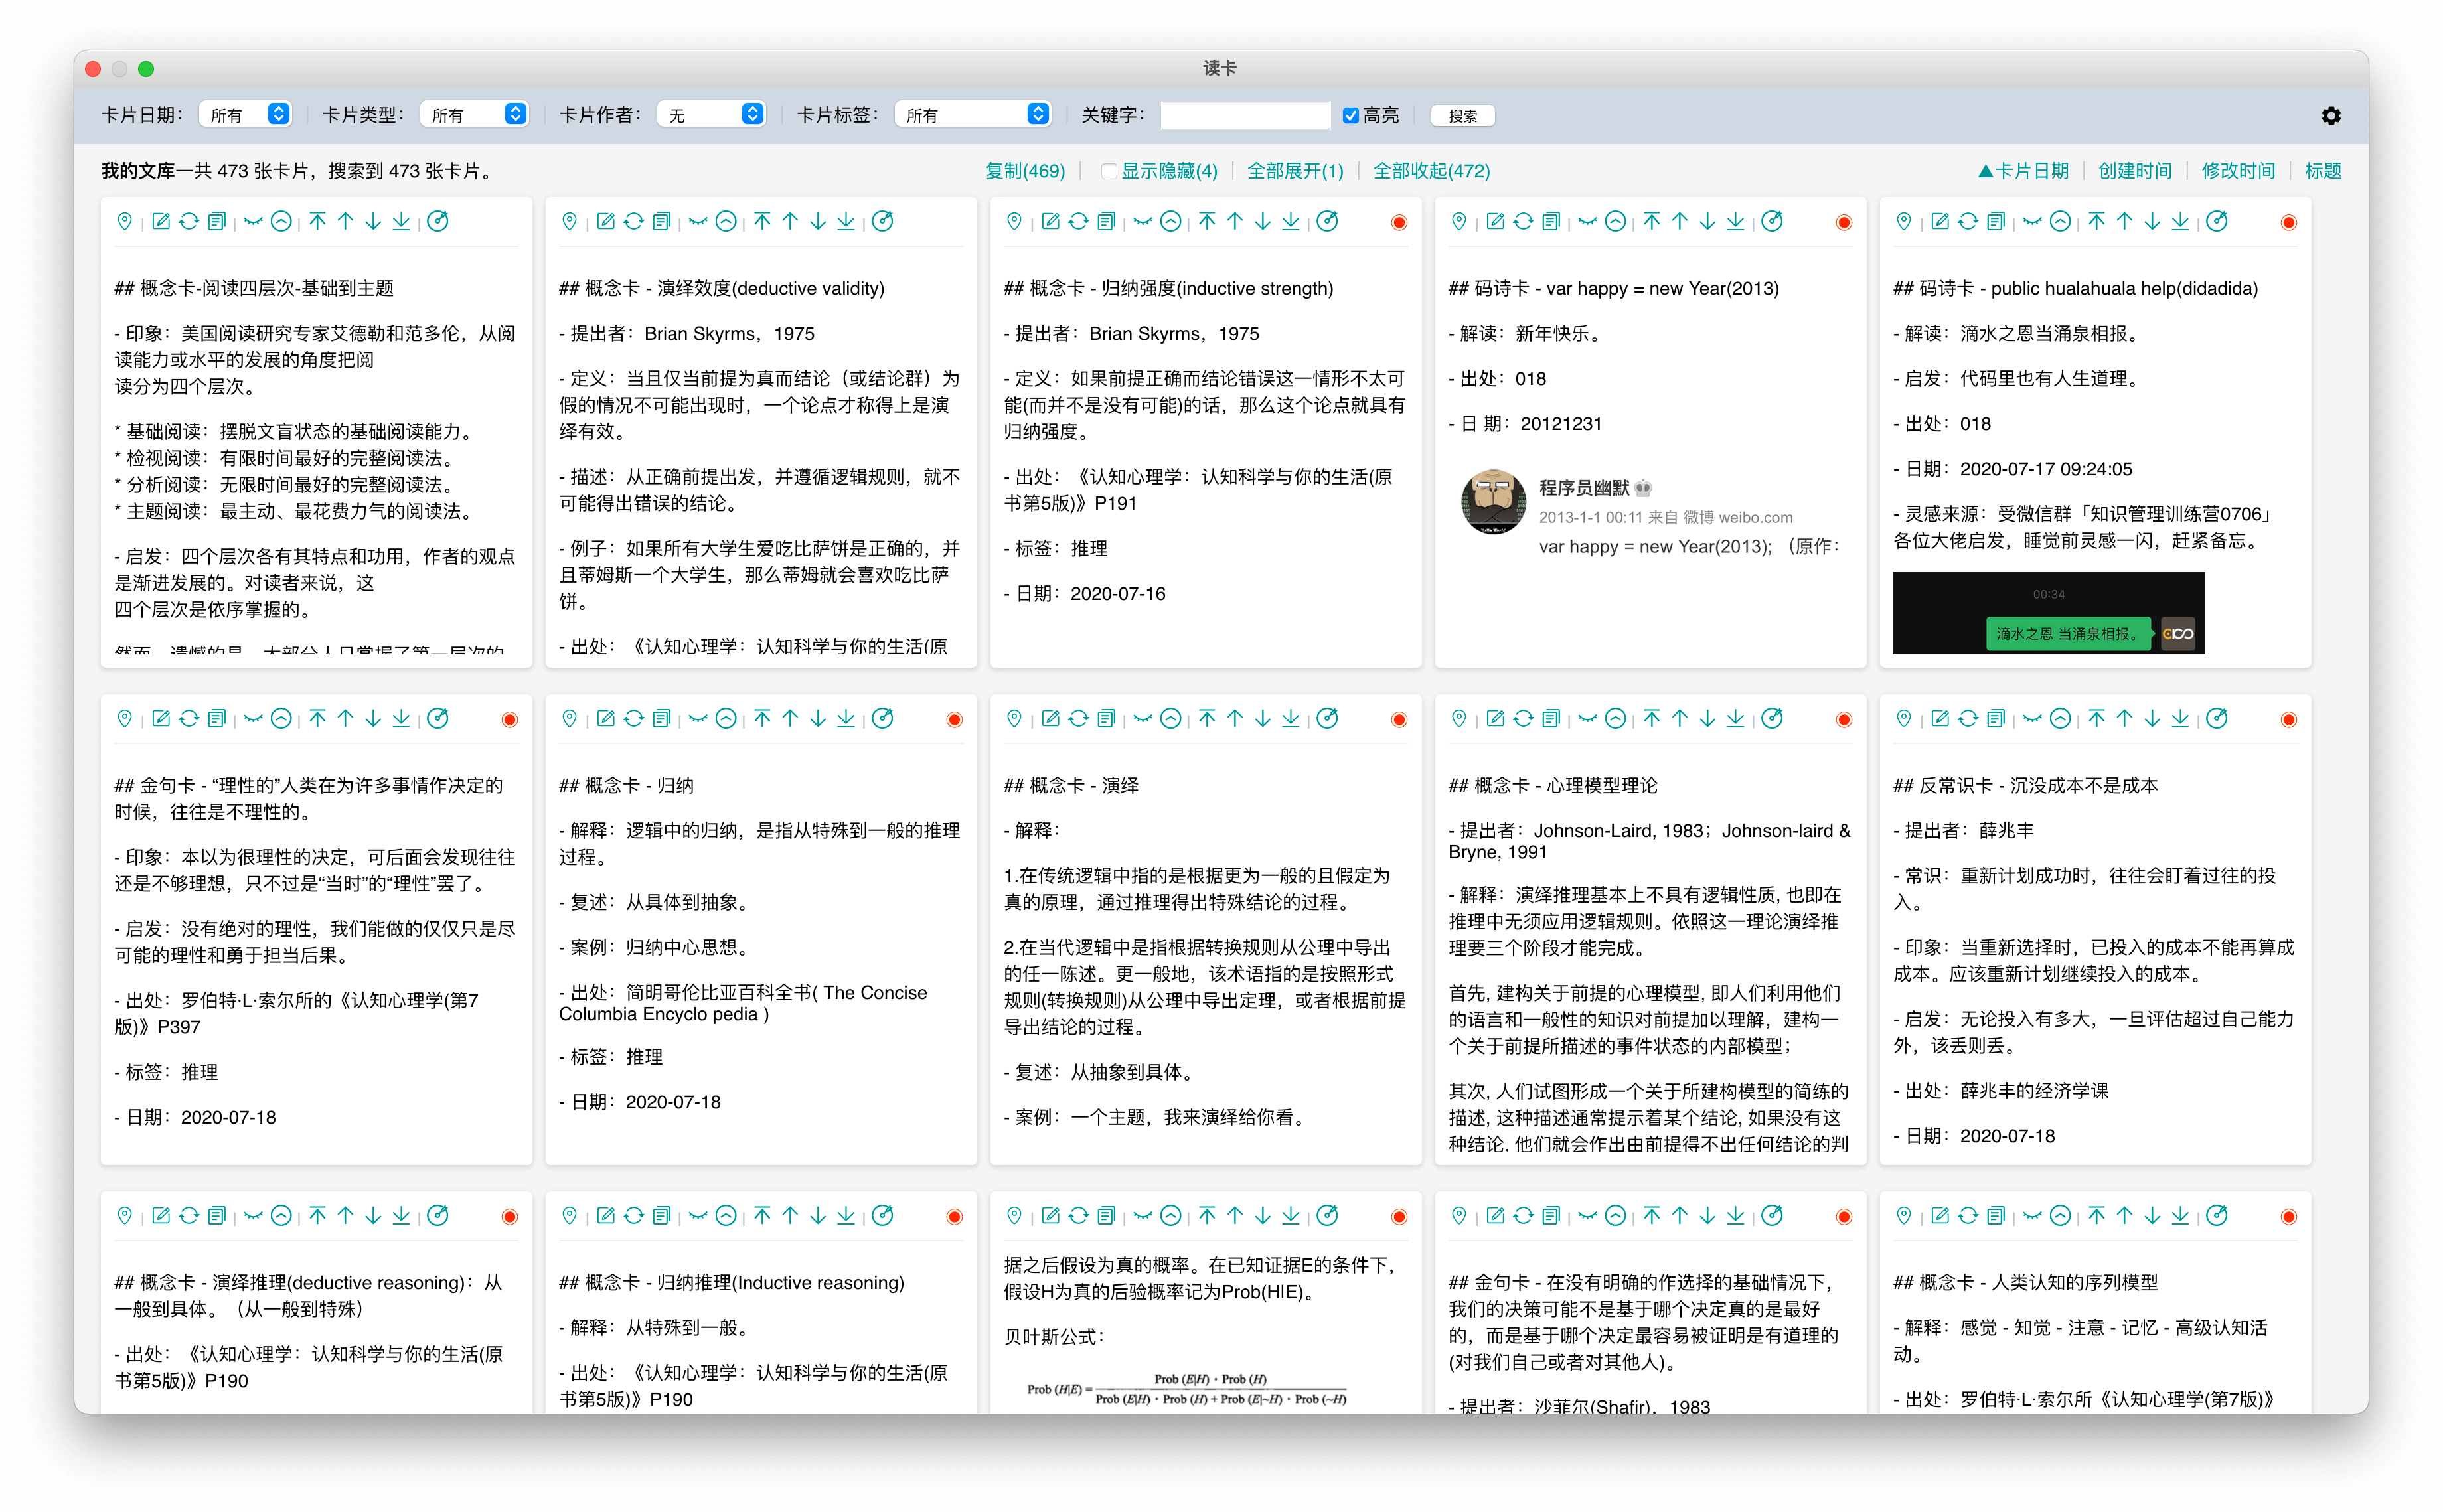 读卡
卡片日期： 所有 卡片类型： 所有 卡片作者： 无 卡片标签： 所有 关键字： 高亮 搜索
我的文库一共 473 张卡片，搜索到 473 张卡片。 复制(469) 显示隐藏(4) 全部展开(1) 全部收起(472) ▲卡片日期 创建时间 修改时间 标题
## 概念卡-阅读四层次-基础到主题
- 印象：美国阅读研究专家艾德勒和范多伦，从阅
读能力或水平的发展的角度把阅
读分为四个层次。
* 基础阅读：摆脱文盲状态的基础阅读能力。
* 检视阅读：有限时间最好的完整阅读法。
* 分析阅读：无限时间最好的完整阅读法。
* 主题阅读：最主动、最花费力气的阅读法。
- 启发：四个层次各有其特点和功用，作者的观点
是渐进发展的。对读者来说，这
四个层次是依序掌握的。
然而，遗憾的是，大部分人只掌握了第一层次的
## 概念卡 - 演绎效度(deductive validity)
- 提出者：Brian Skyrms，1975
- 定义：当且仅当前提为真而结论（或结论群）为
假的情况不可能出现时，一个论点才称得上是演
绎有效。
- 描述：从正确前提出发，并遵循逻辑规则，就不
可能得出错误的结论。
- 例子：如果所有大学生爱吃比萨饼是正确的，并
且蒂姆斯一个大学生，那么蒂姆就会喜欢吃比萨
饼。
- 出处：《认知心理学：认知科学与你的生活(原
## 概念卡 - 归纳强度(inductive strength)
- 提出者：Brian Skyrms，1975
- 定义：如果前提正确而结论错误这一情形不太可
能(而并不是没有可能)的话，那么这个论点就具有
归纳强度。
- 出处：《认知心理学：认知科学与你的生活(原
书第5版)》P191
- 标签：推理
- 日期：2020-07-16
## 码诗卡 - var happy = new Year(2013)
- 解读：新年快乐。
- 出处：018
- 日 期：20121231
程序员幽默
2013-1-1 00:11 来自 微博 weibo.com
var happy = new Year(2013); （原作：
## 码诗卡 - public hualahuala help(didadida)
- 解读：滴水之恩当涌泉相报。
- 启发：代码里也有人生道理。
- 出处：018
- 日期：2020-07-17 09:24:05
- 灵感来源：受微信群「知识管理训练营0706」
各位大佬启发，睡觉前灵感一闪，赶紧备忘。
00:34
滴水之恩 当涌泉相报。
## 金句卡 - “理性的”人类在为许多事情作决定的
时候，往往是不理性的。
- 印象：本以为很理性的决定，可后面会发现往往
还是不够理想，只不过是“当时”的“理性”罢了。
- 启发：没有绝对的理性，我们能做的仅仅只是尽
可能的理性和勇于担当后果。
- 出处：罗伯特·L·索尔所的《认知心理学(第7
版)》P397
- 标签：推理
- 日期：2020-07-18
## 概念卡 - 归纳
- 解释：逻辑中的归纳，是指从特殊到一般的推理
过程。
- 复述：从具体到抽象。
- 案例：归纳中心思想。
- 出处：简明哥伦比亚百科全书( The Concise
Columbia Encyclo pedia )
- 标签：推理
- 日期：2020-07-18
## 概念卡 - 演绎
- 解释：
1.在传统逻辑中指的是根据更为一般的且假定为
真的原理，通过推理得出特殊结论的过程。
2.在当代逻辑中是指根据转换规则从公理中导出
的任一陈述。更一般地，该术语指的是按照形式
规则(转换规则)从公理中导出定理，或者根据前提
导出结论的过程。
- 复述：从抽象到具体。
- 案例：一个主题，我来演绎给你看。
## 概念卡 - 心理模型理论
- 提出者：Johnson-Laird, 1983；Johnson-laird &
Bryne, 1991
- 解释：演绎推理基本上不具有逻辑性质, 也即在
推理中无须应用逻辑规则。依照这一理论演绎推
理要三个阶段才能完成。
首先, 建构关于前提的心理模型, 即人们利用他们
的语言和一般性的知识对前提加以理解，建构一
个关于前提所描述的事件状态的内部模型；
其次, 人们试图形成一个关于所建构模型的简练的
描述, 这种描述通常提示着某个结论, 如果没有这
种结论, 他们就会作出由前提得不出任何结论的判
## 反常识卡 - 沉没成本不是成本
- 提出者：薛兆丰
- 常识：重新计划成功时，往往会盯着过往的投
入。
- 印象：当重新选择时，已投入的成本不能再算成
成本。应该重新计划继续投入的成本。
- 启发：无论投入有多大，一旦评估超过自己能力
外，该丢则丢。
- 出处：薛兆丰的经济学课
- 日期：2020-07-18
## 概念卡 - 演绎推理(deductive reasoning)：从
一般到具体。（从一般到特殊）
- 出处：《认知心理学：认知科学与你的生活(原
书第5版)》P190
## 概念卡 - 归纳推理(Inductive reasoning)
- 解释：从特殊到一般。
- 出处：《认知心理学：认知科学与你的生活(原
书第5版)》P190
据之后假设为真的概率。在已知证据E的条件下，
假设H为真的后验概率记为Prob(H|E)。
贝叶斯公式：
Prob (H|E) = Prob (E|H) · Prob (H)
Prob (E|H) · Prob (H) + Prob (E|~H) · Prob (~H)
## 金句卡 - 在没有明确的作选择的基础情况下，
我们的决策可能不是基于哪个决定真的是最好
的，而是基于哪个决定最容易被证明是有道理的
(对我们自己或者对其他人)。
- 提出者：沙菲尔(Shafir)，1983
## 概念卡 - 人类认知的序列模型
- 解释：感觉 - 知觉 - 注意 - 记忆 - 高级认知活
动。
- 出处：罗伯特·L·索尔所《认知心理学(第7版)》